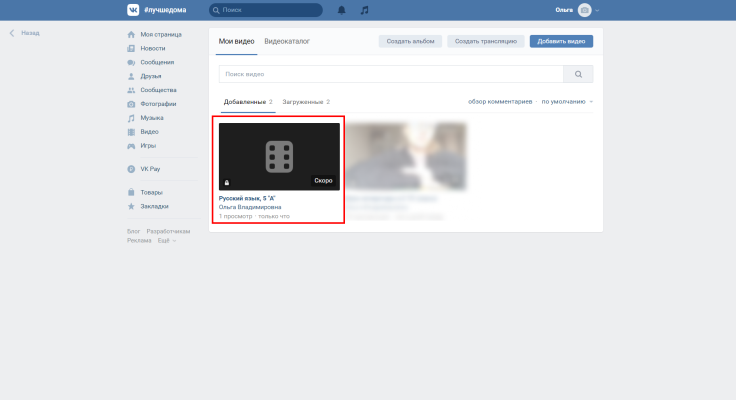 #лучшедома
Поиск
Ольга
Назад
Моя страница
Новости
Сообщения
Друзья
Сообщества
Фотографии
Музыка
Видео
Игры
VK Pay
Товары
Закладки
Блог Разработчикам
Реклама Ещё
Мои видео Видеокаталог Создать альбом Создать трансляцию Добавить видео
Поиск видео
Добавленные 2 Загруженные 2 обзор комментариев · по умолчанию
Скоро
Русский язык, 5 "А"
Ольга Владимировна
1 просмотр · только что